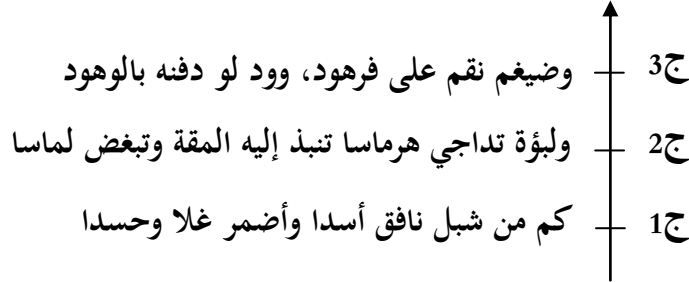 ج3 وضيغم نقم على فرهود، وود لو دفنه بالوهود
ج2 ولبؤة تداجي هرماسا تنبذ إليه المقة وتبغض لماسا
ج1 كم من شبل نافق أسدا وأضمر غلا وحسدا